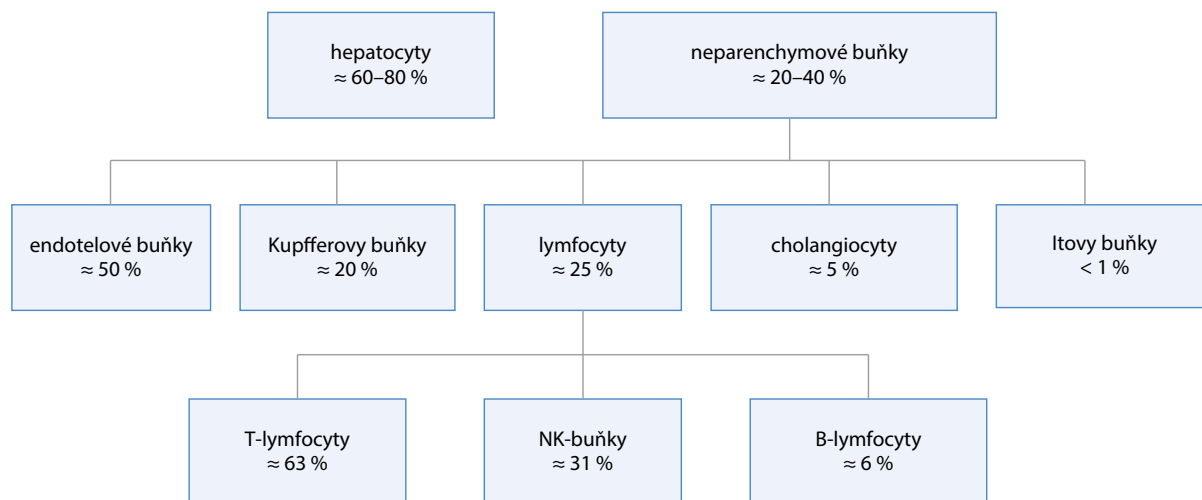 hepatocyty
≈ 60–80 %
neparenchymové buňky
≈ 20–40 %
endotelové buňky
≈ 50 %
Kupfferovy buňky
≈ 20 %
lymfocyty
≈ 25 %
cholangiocyty
≈ 5 %
Itovy buňky
< 1 %
T-lymfocyty
≈ 63 %
NK-buňky
≈ 31 %
B-lymfocyty
≈ 6 %